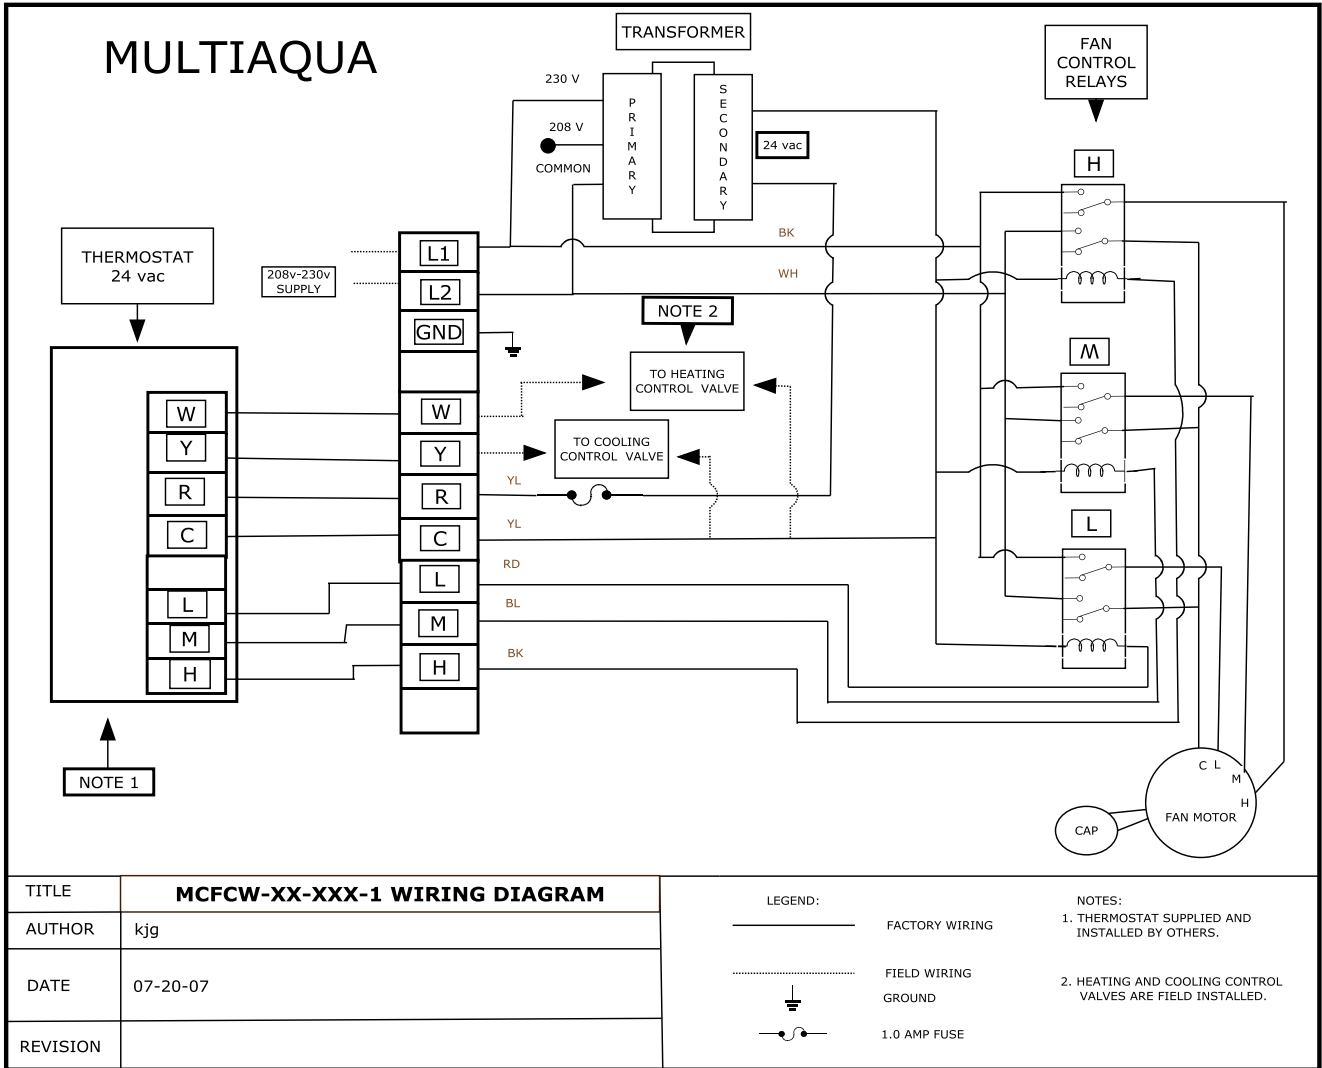 MULTIAQUA
TRANSFORMER
FAN
CONTROL
RELAYS
230 V
208 V
COMMON
PRIMARY
SECONDARY
24 vac
H
THERMOSTAT
24 vac
208v-230v
SUPPLY
L1
L2
GND
BK
WH
NOTE 2
TO HEATING
CONTROL VALVE
TO COOLING
CONTROL VALVE
M
L
W
Y
R
C
L
M
H
W
Y
R
C
L
M
H
YL
YL
RD
BL
BK
NOTE 1
C L
M
H
FAN MOTOR
CAP
TITLE
MCFCW-XX-XXX-1 WIRING DIAGRAM
AUTHOR
kjg
DATE
07-20-07
REVISION
LEGEND:
FACTORY WIRING
FIELD WIRING
GROUND
1.0 AMP FUSE
NOTES:
1. THERMOSTAT SUPPLIED AND
INSTALLED BY OTHERS.
2. HEATING AND COOLING CONTROL
VALVES ARE FIELD INSTALLED.